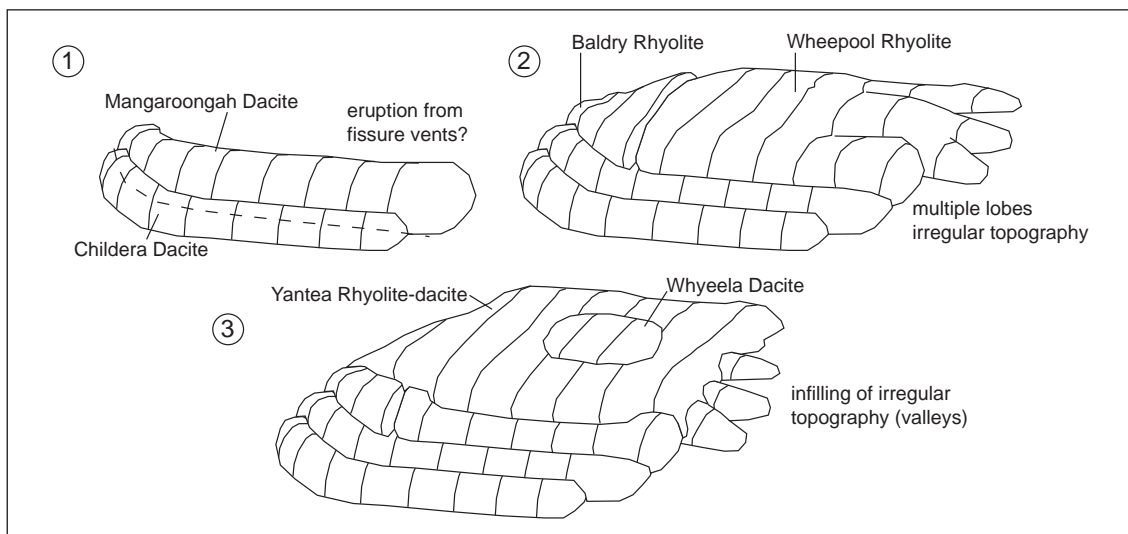 1
Mangaroongah Dacite
eruption from
fissure vents?
Childera Dacite
2
Baldry Rhyolite
Wheepool Rhyolite
multiple lobes
irregular topography
3
Yantea Rhyolite-dacite
Whyeela Dacite
infilling of irregular
topography (valleys)